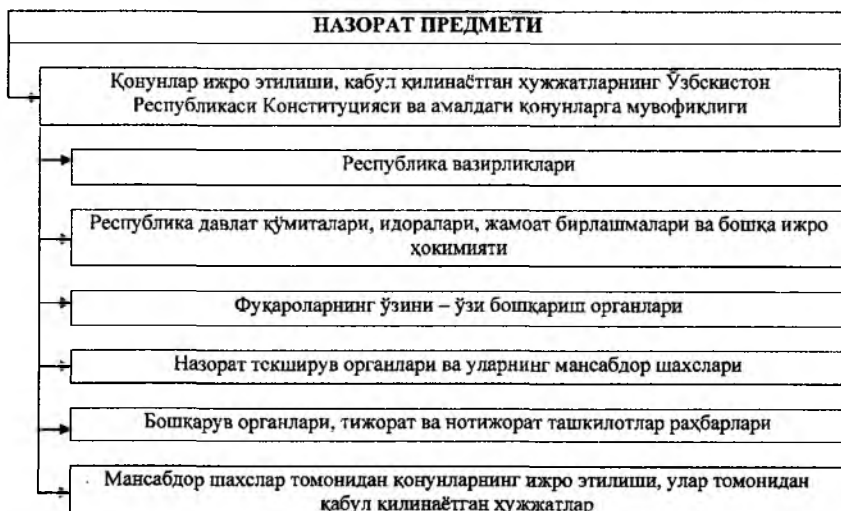 НАЗОРАТ ПРЕДМЕТИ
Қонунлар ижро этилиши, кабул қилинаётган ҳужжатларнинг Ўзбекистон
Республикаси Конституцияси ва амалдаги қонунларга мувофиқлиги
Республика вазирликлари
Республика давлат қўмиталари, идоралари, жамоат бирлашмалари ва бошқа ижро
ҳокимияти
Фуқароларнинг ўзини – ўзи бошқариш органлари
Назорат текширув органлари ва уларнинг мансабдор шахслари
Бошқарув органлари, тижорат ва нотижорат ташкилотлар раҳбарлари
Мансабдор шахслар томонидан қонунларнинг ижро этилиши, улар томонидан
қабул қилинаётган ҳужжатлар